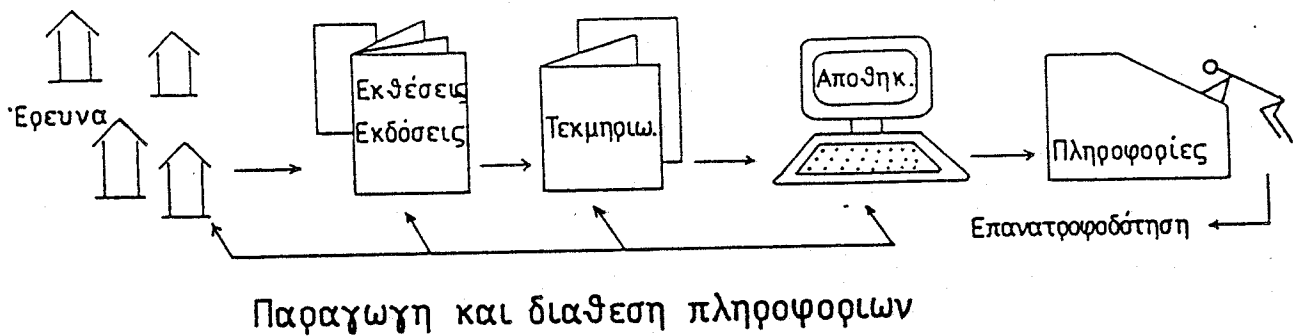 Έρευνα
Εκθέσεις
Εκδόσεις
Τεκμηριω.
Αποθηκ.
Πληροφορίες
Επανατροφοδότηση
Παραγωγη και διαθεση πληροφοριων